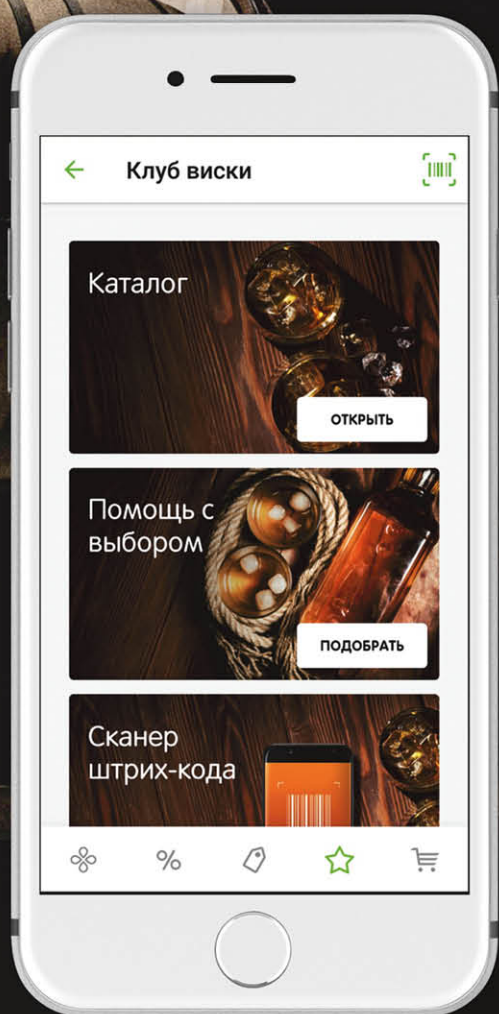 Клуб виски
Каталог
ОТКРЫТЬ
Помощь с
выбором
ПОДОБРАТЬ
Сканер
штрих-кода
%